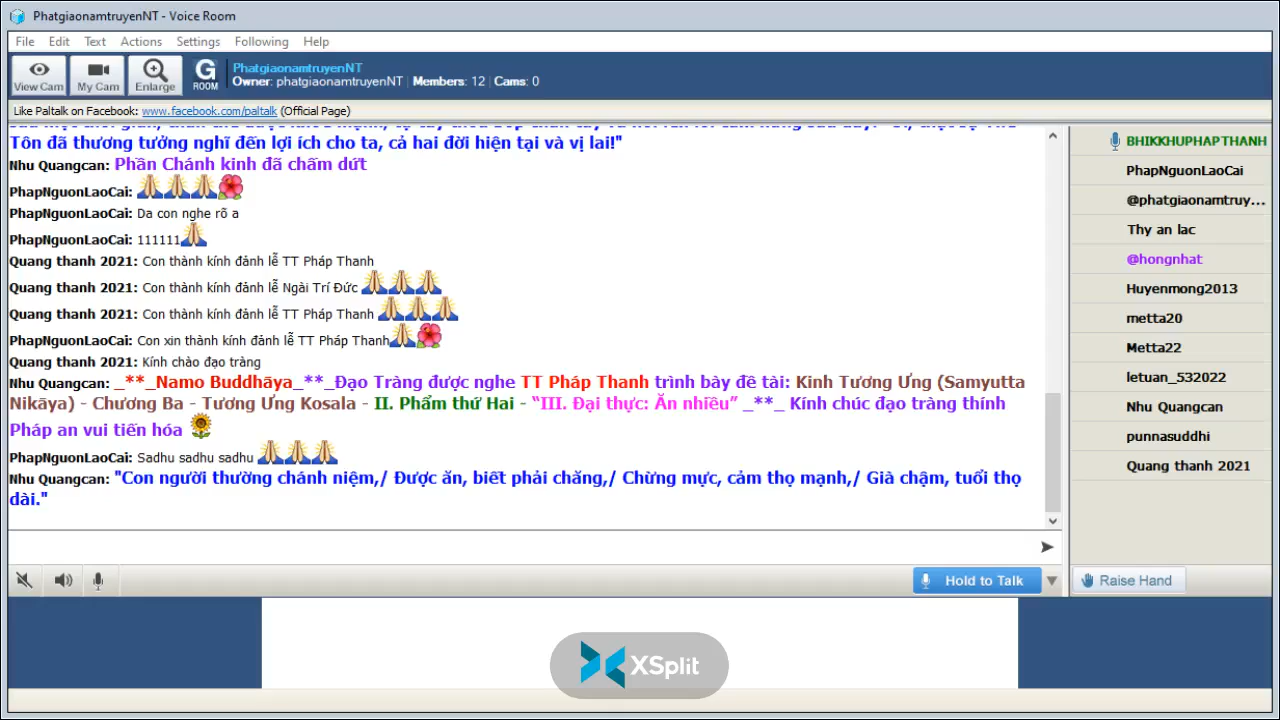 PhatgiaonamtruyenNT - Voice Room
File Edit Text Actions Settings Following Help
View Cam My Cam Enlarge G ROOM
PhatgiaonamtruyenNT
Owner: phatgiaonamtruyenNT Members: 12 Cams: 0
Like Paltalk on Facebook: www.facebook.com/paltalk (Official Page)
Tôn đã thương tưởng nghĩ đến lợi ích cho ta, cả hai đời hiện tại và vị lai!"
Nhu Quangcan: Phần Chánh kinh đã chấm dứt
PhapNguonLaoCai:
PhapNguonLaoCai: Da con nghe rõ a
PhapNguonLaoCai: 111111
Quang thanh 2021: Con thành kính đảnh lễ TT Pháp Thanh
Quang thanh 2021: Con thành kính đảnh lễ Ngài Trí Đức
Quang thanh 2021: Con thành kính đảnh lễ TT Pháp Thanh
PhapNguonLaoCai: Con xin thành kính đảnh lễ TT Pháp Thanh
Quang thanh 2021: Kính chào đạo tràng
Nhu Quangcan: _**_Namo Buddhāya_**_Đạo Tràng được nghe TT Pháp Thanh trình bày đề tài: Kinh Tương Ưng (Samyutta
Nikāya) - Chương Ba - Tương Ưng Kosala - II. Phẩm thứ Hai - “III. Đại thực: Ăn nhiều” _**_ Kính chúc đạo tràng thính
Pháp an vui tiến hóa
PhapNguonLaoCai: Sadhu sadhu sadhu
Nhu Quangcan: "Con người thường chánh niệm,/ Được ăn, biết phải chăng,/ Chừng mực, cảm thọ mạnh,/ Già chậm, tuổi thọ
dài."
BHIKKHUPHAPTHANH
PhapNguonLaoCai
@phatgiaonamtruy...
Thy an lac
@hongnhat
Huyenmong2013
metta20
Metta22
letuan_532022
Nhu Quangcan
punnasuddhi
Quang thanh 2021
Hold to Talk
Raise Hand
XSplit